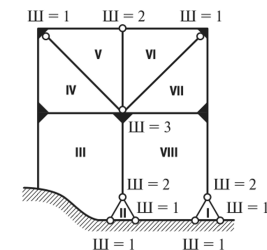 Ш = 1 Ш = 2 Ш = 1
V VI
IV VII
Ш = 3
III VIII
Ш = 2 Ш = 2
II Ш = 1 I Ш = 1
Ш = 1 Ш = 1